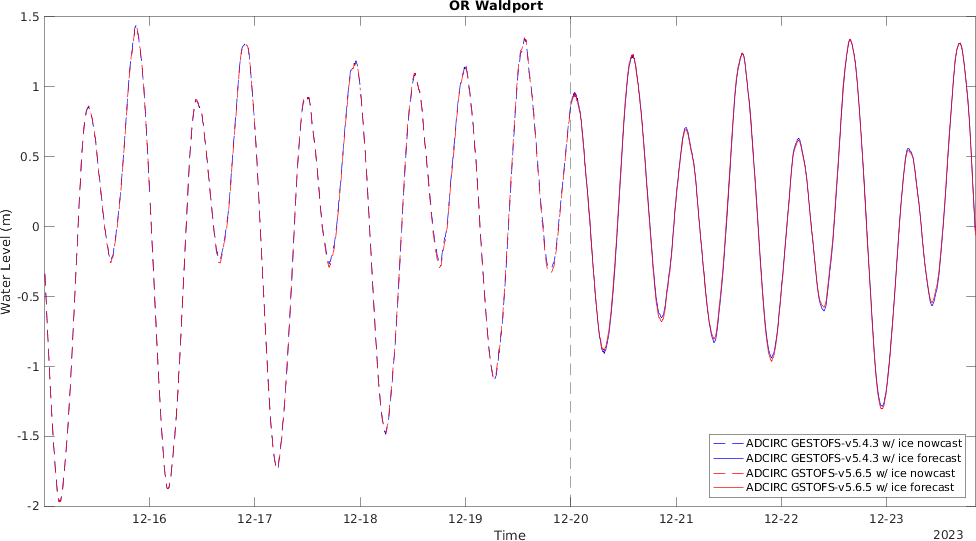 OR Waldport
1.5
1
0.5
0
-0.5
-1
-1.5
-2
Water Level (m)
12-16
12-17
12-18
12-19
12-20
12-21
12-22
12-23
Time
2023
ADCIRC GESTOFS-v5.4.3 w/ ice nowcast
ADCIRC GESTOFS-v5.4.3 w/ ice forecast
ADCIRC GSTOFS-v5.6.5 w/ ice nowcast
ADCIRC GSTOFS-v5.6.5 w/ ice forecast